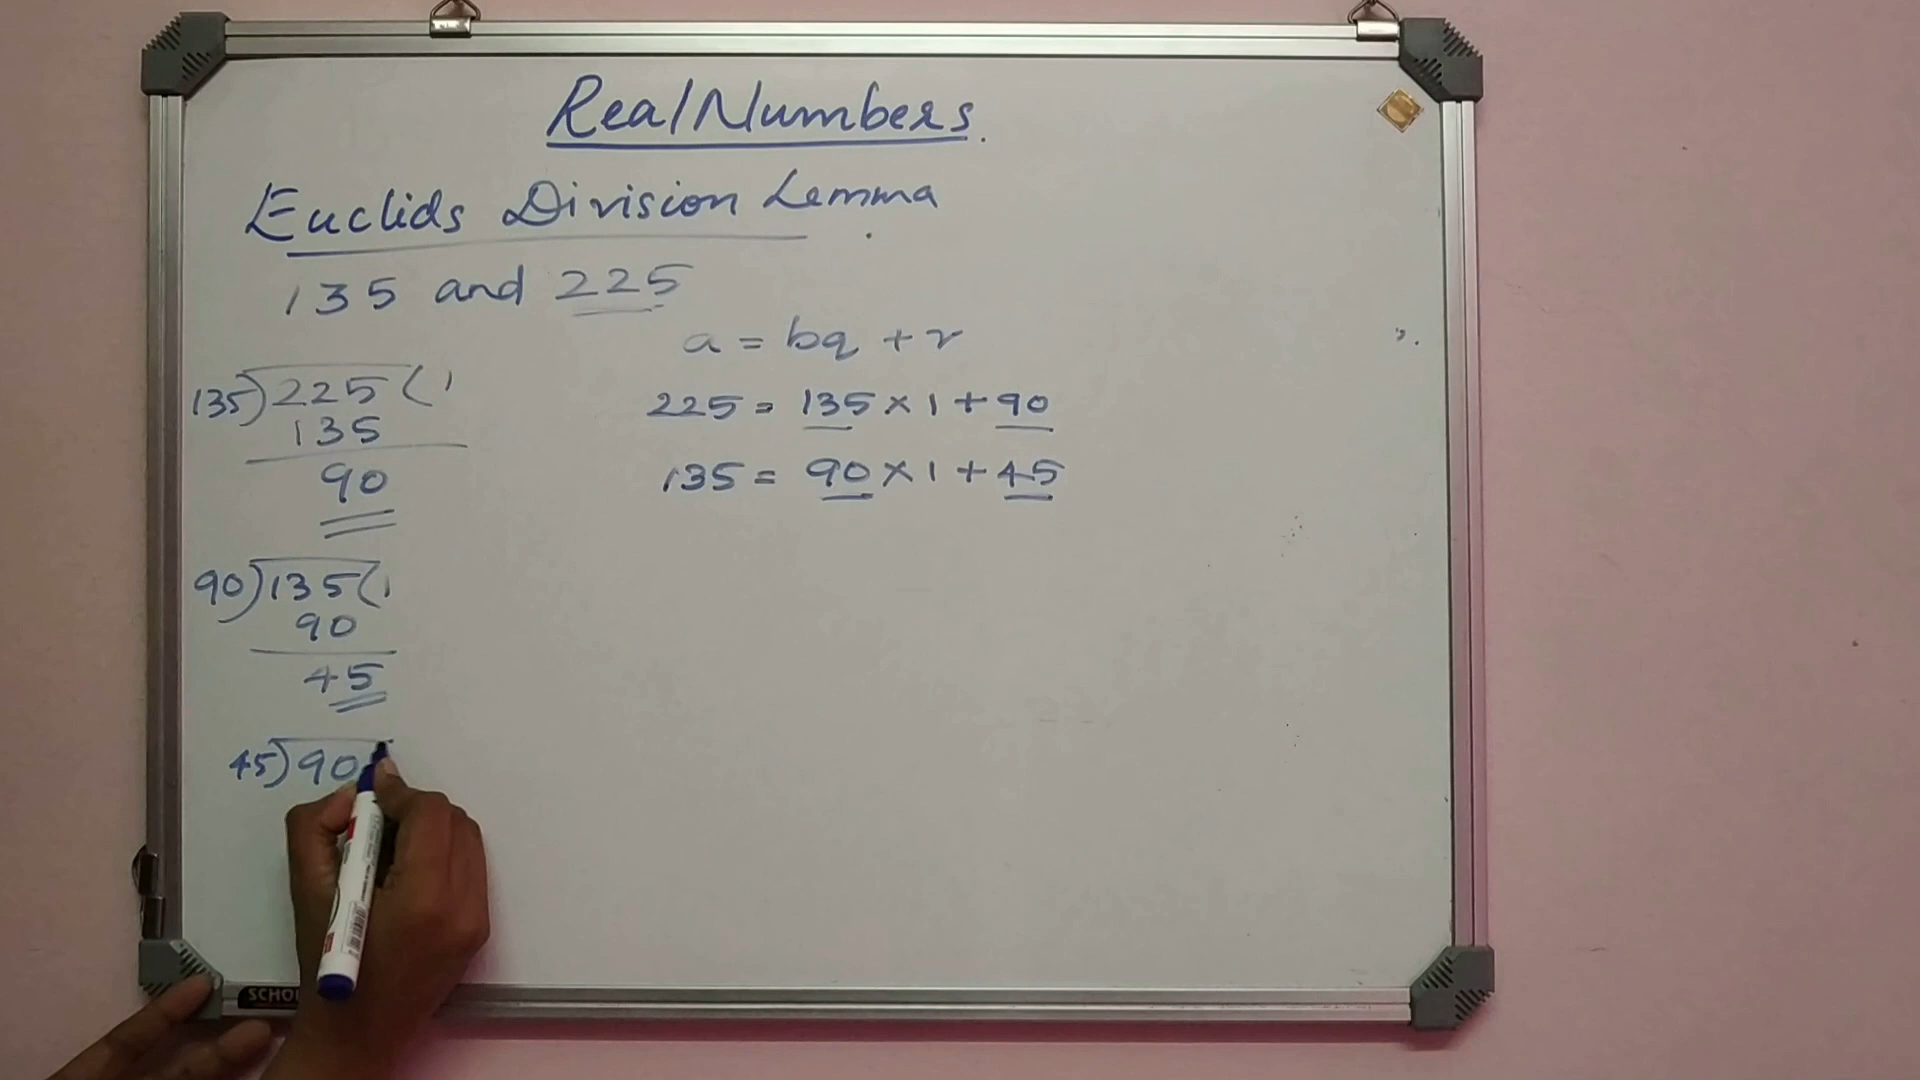 Real Numbers.
Euclids Division Lemma.
135 and 225
a = bq + r
135)225(1
135
90
225 = 135 × 1 + 90
135 = 90 × 1 + 45
90)135(1
90
45
45)90
SCHO